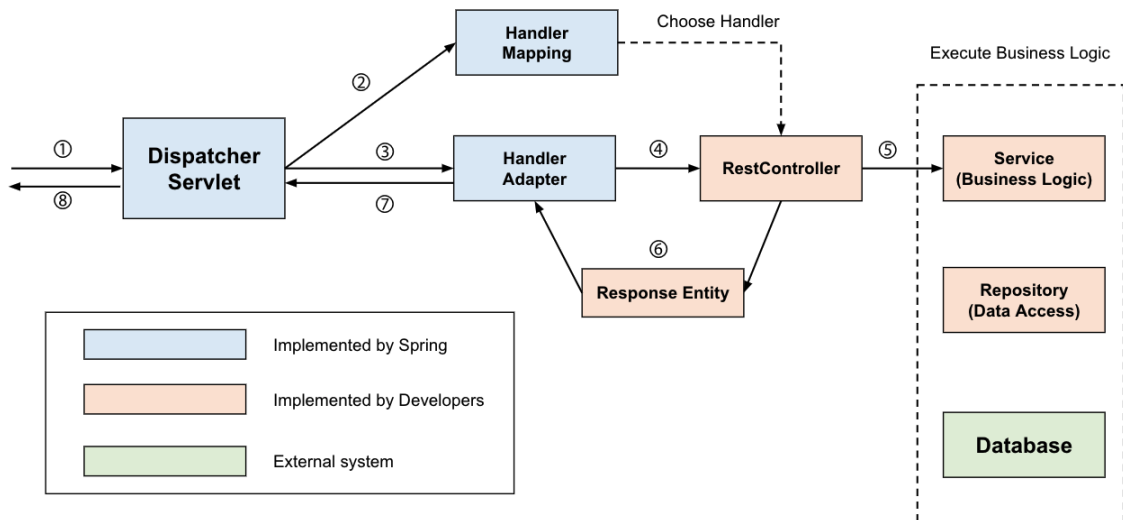 Choose Handler
Handler
Mapping
Execute Business Logic
②
①
Dispatcher
Servlet
③
Handler
Adapter
④
RestController
⑤
Service
(Business Logic)
⑧
⑦
⑥
Response Entity
Repository
(Data Access)
Implemented by Spring
Implemented by Developers
External system
Database